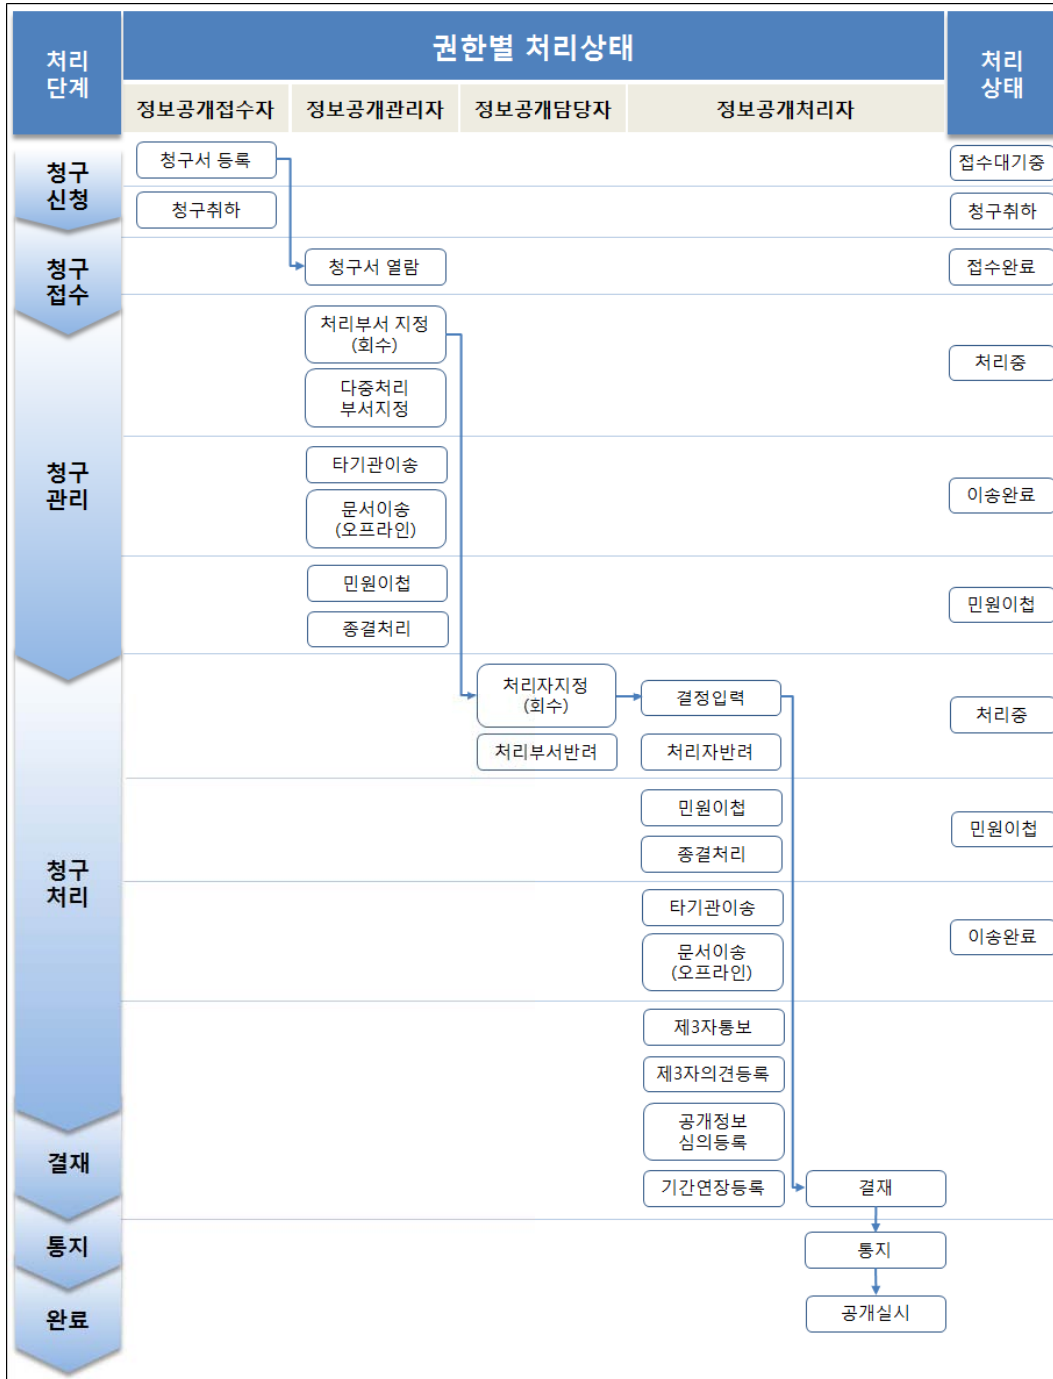 처리
단계
권한별 처리상태
처리
상태
정보공개접수자
정보공개관리자
정보공개담당자
정보공개처리자
청구
신청
청구서 등록
접수대기중
청구취하
청구취하
청구
접수
청구서 열람
접수완료
청구
관리
처리부서 지정
(회수)
처리중
다중처리
부서지정
타기관이송
이송완료
문서이송
(오프라인)
민원이첩
민원이첩
종결처리
청구
처리
처리자지정
(회수)
결정입력
처리중
처리부서반려
처리자반려
민원이첩
민원이첩
종결처리
타기관이송
이송완료
문서이송
(오프라인)
제3자통보
제3자의견등록
공개정보
심의등록
결재
기간연장등록
결재
통지
통지
완료
공개실시